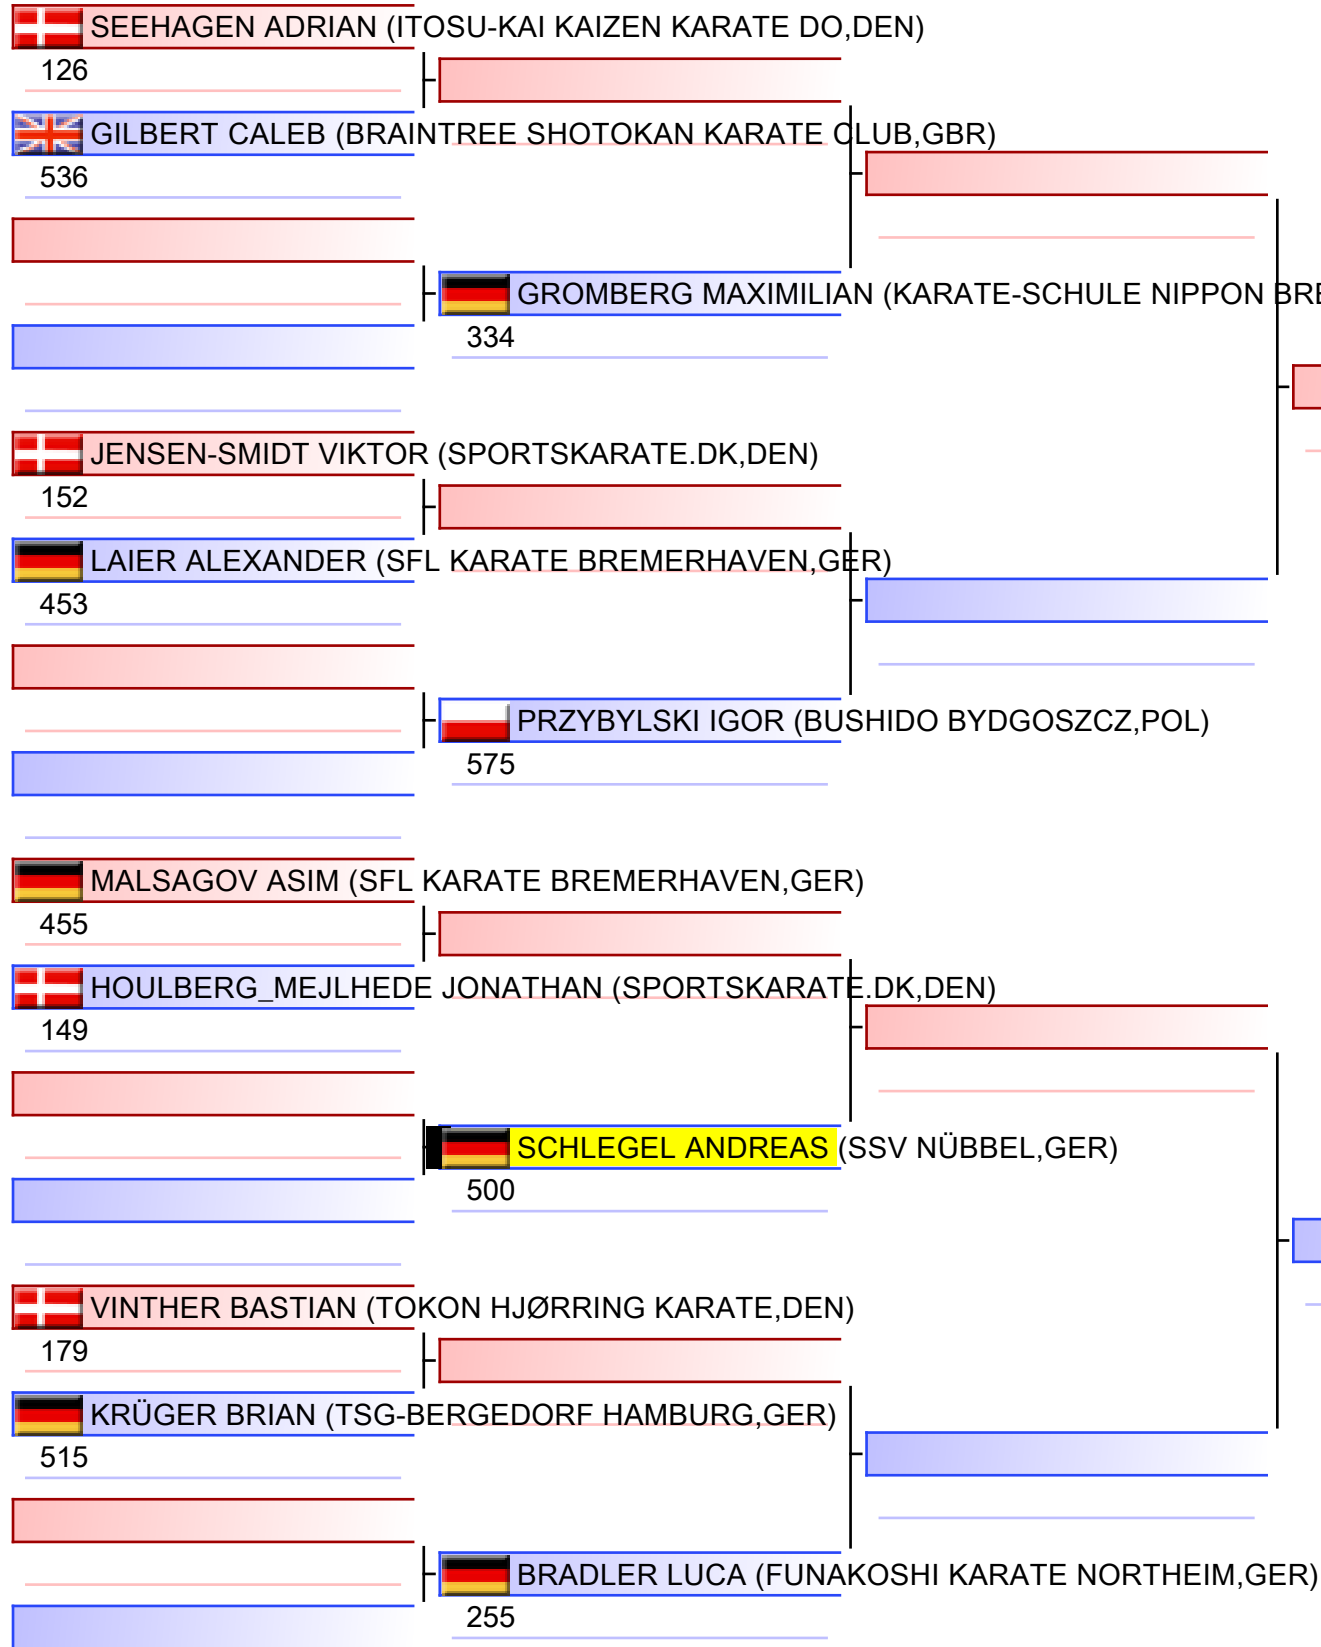 SEEHAGEN ADRIAN (ITOSU-KAI KAIZEN KARATE DO,DEN)
126
GILBERT CALEB (BRAINTREE SHOTOKAN KARATE CLUB,GBR)
536
GROMBERG MAXIMILIAN (KARATE-SCHULE NIPPON BRE
334
JENSEN-SMIDT VIKTOR (SPORTSKARATE.DK,DEN)
152
LAIER ALEXANDER (SFL KARATE BREMERHAVEN,GER)
453
PRZYBYLSKI IGOR (BUSHIDO BYDGOSZCZ,POL)
575
MALSAGOV ASIM (SFL KARATE BREMERHAVEN,GER)
455
HOULBERG_MEJLHEDE JONATHAN (SPORTSKARATE.DK,DEN)
149
SCHLEGEL ANDREAS (SSV NÜBBEL,GER)
500
VINTHER BASTIAN (TOKON HJØRRING KARATE,DEN)
179
KRÜGER BRIAN (TSG-BERGEDORF HAMBURG,GER)
515
BRADLER LUCA (FUNAKOSHI KARATE NORTHEIM,GER)
255